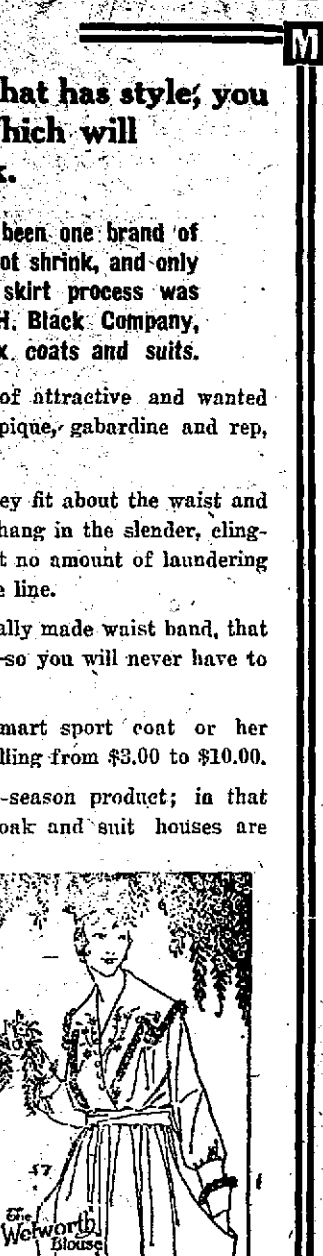 M
hat has style, you
hich will
k.
been one brand of
ot shrink, and only
skirt process was
H. Black Company,
x coats and suits.
of attractive and wanted
pique, gabardine and rep,
ey fit about the waist and
hang in the slender, cling-
t no amount of laundering
e line.
ally made waist band, that
-so you will never have to
mart sport coat or her
lling from $3.00 to $10.00.
-season product; in that
oak and suit houses are
57
The
Welworth
Blouse